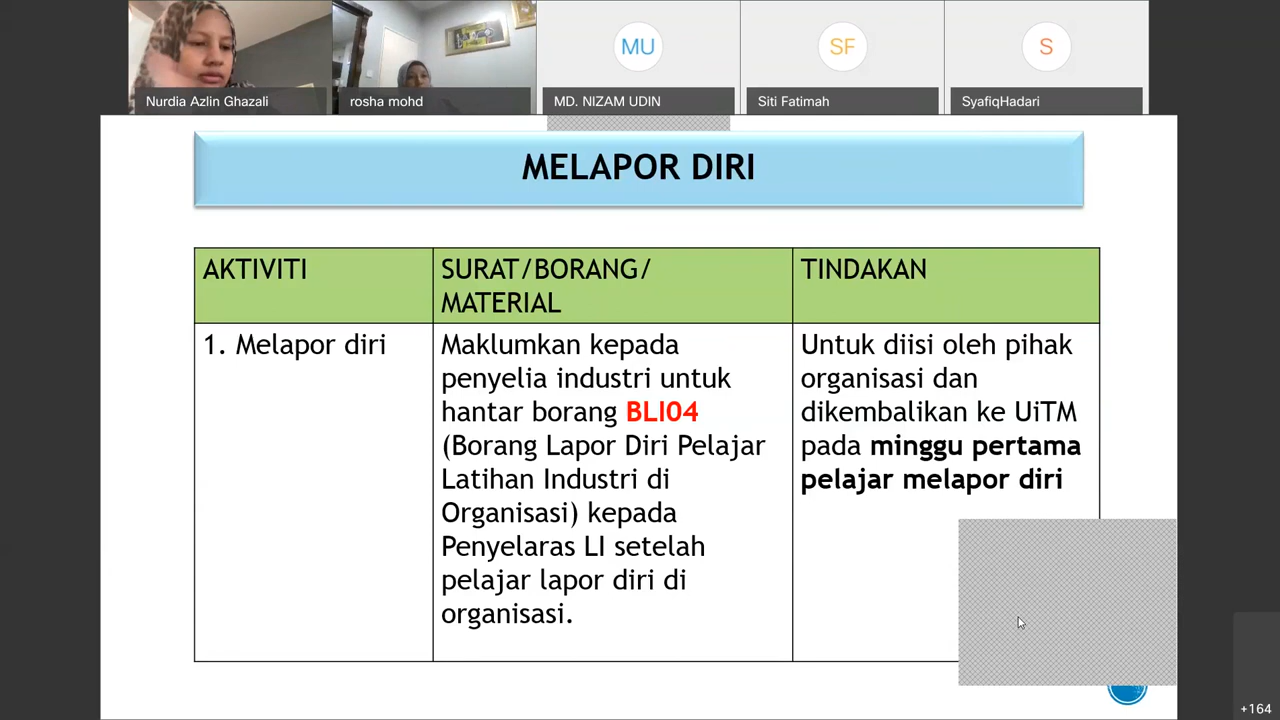 MU
SF
S
Nurdia Azlin Ghazali
rosha mohd
MD. NIZAM UDIN
Siti Fatimah
SyafiqHadari
MELAPOR DIRI
AKTIVITI
SURAT/BORANG/
MATERIAL
TINDAKAN
1. Melapor diri
Maklumkan kepada
penyelia industri untuk
hantar borang BLI04
(Borang Lapor Diri Pelajar
Latihan Industri di
Organisasi) kepada
Penyelaras LI setelah
pelajar lapor diri di
organisasi.
Untuk diisi oleh pihak
organisasi dan
dikembalikan ke UiTM
pada minggu pertama
pelajar melapor diri
+164